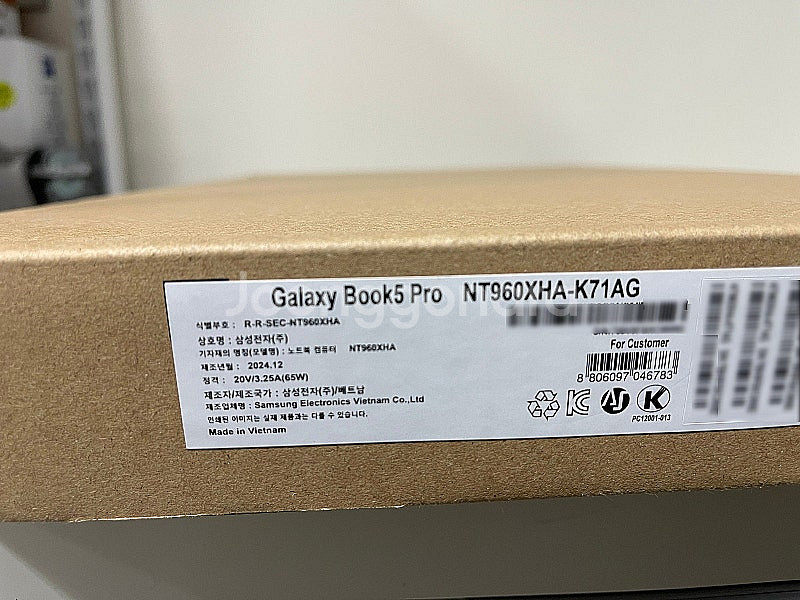 Galaxy Book5 Pro NT960XHA-K71AG
식별부호 : R-R-SEC-NT960XHA
상호명 : 삼성전자(주)
기자재의 명칭(모델명) : 노트북 컴퓨터 NT960XHA
제조년월 : 2024.12
정격 : 20V/3.25A(65W)
제조자/제조국가 : 삼성전자(주)/베트남
제조업체명 : Samsung Electronics Vietnam Co.,Ltd
인쇄된 이미지는 실제 제품과는 다를 수 있습니다.
Made in Vietnam
For Customer
8 806097 046783
PC12001-013